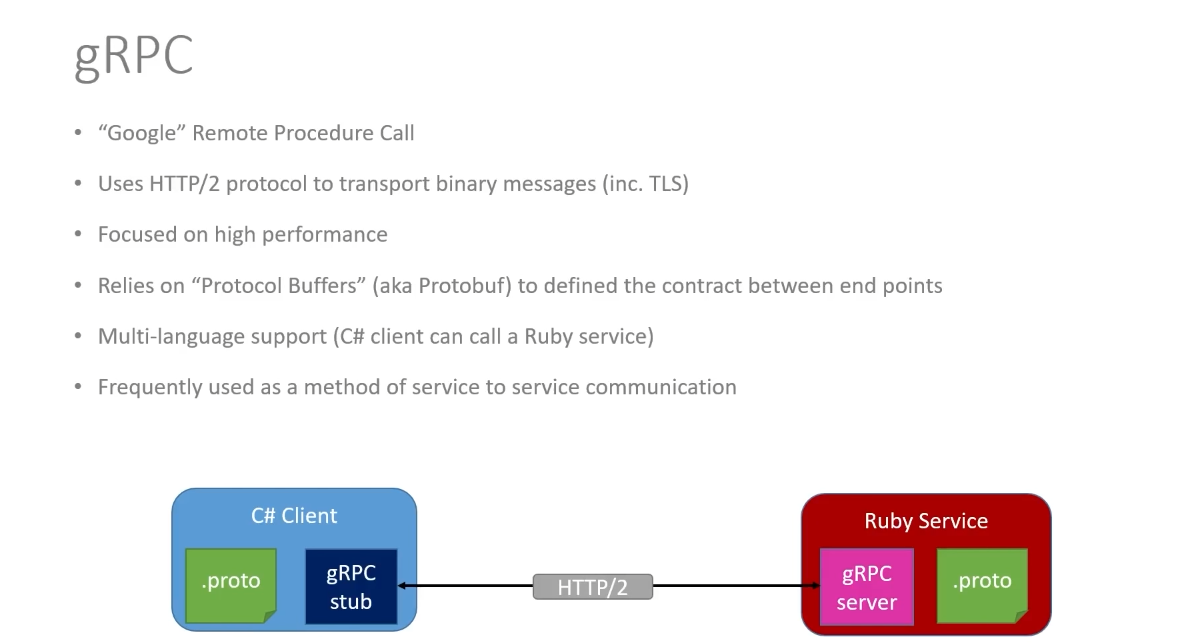 gRPC
• “Google” Remote Procedure Call
• Uses HTTP/2 protocol to transport binary messages (inc. TLS)
• Focused on high performance
• Relies on “Protocol Buffers” (aka Protobuf) to defined the contract between end points
• Multi-language support (C# client can call a Ruby service)
• Frequently used as a method of service to service communication
C# Client
.proto
gRPC
stub
HTTP/2
Ruby Service
gRPC
server
.proto